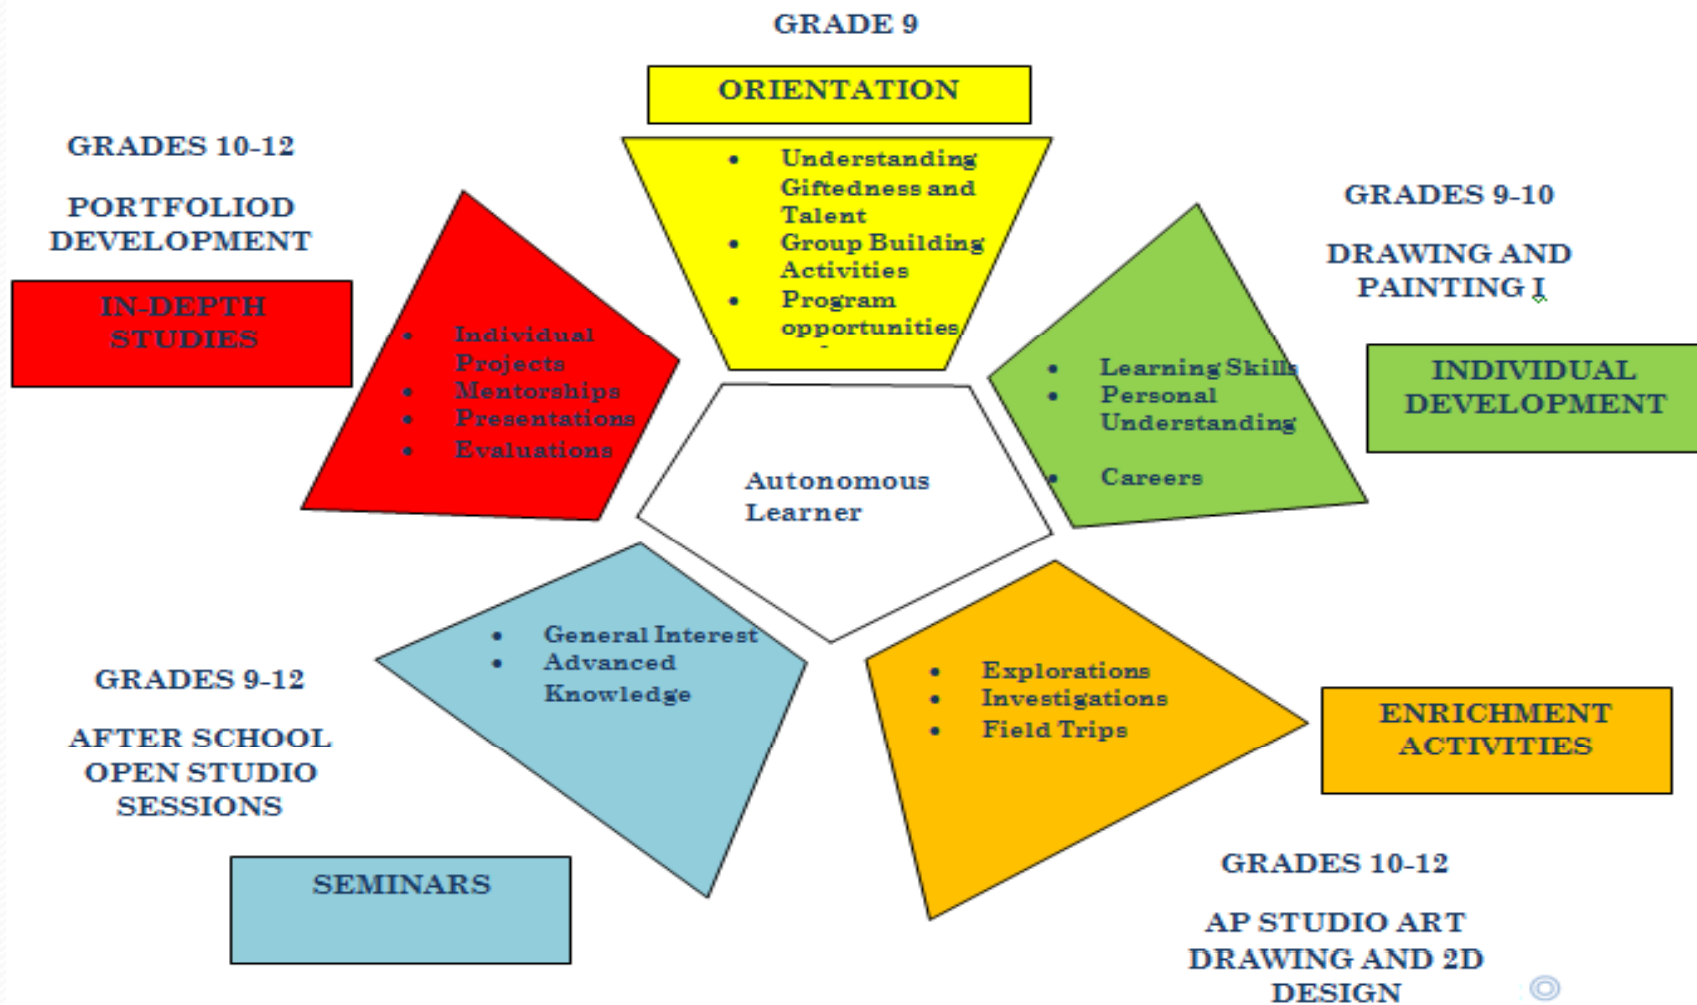 GRADE 9
ORIENTATION
• Understanding
Giftedness and
Talent
• Group Building
Activities
• Program
opportunities
GRADES 9-10
DRAWING AND
PAINTING I
INDIVIDUAL
DEVELOPMENT
• Learning Skills
• Personal
Understanding
• Careers
ENRICHMENT
ACTIVITIES
• Explorations
• Investigations
• Field Trips
GRADES 10-12
AP STUDIO ART
DRAWING AND 2D
DESIGN
GRADES 9-12
AFTER SCHOOL
OPEN STUDIO
SESSIONS
SEMINARS
• General Interest
• Advanced
Knowledge
GRADES 10-12
PORTFOLIOD
DEVELOPMENT
IN-DEPTH
STUDIES
• Individual
Projects
• Mentorships
• Presentations
• Evaluations
Autonomous
Learner